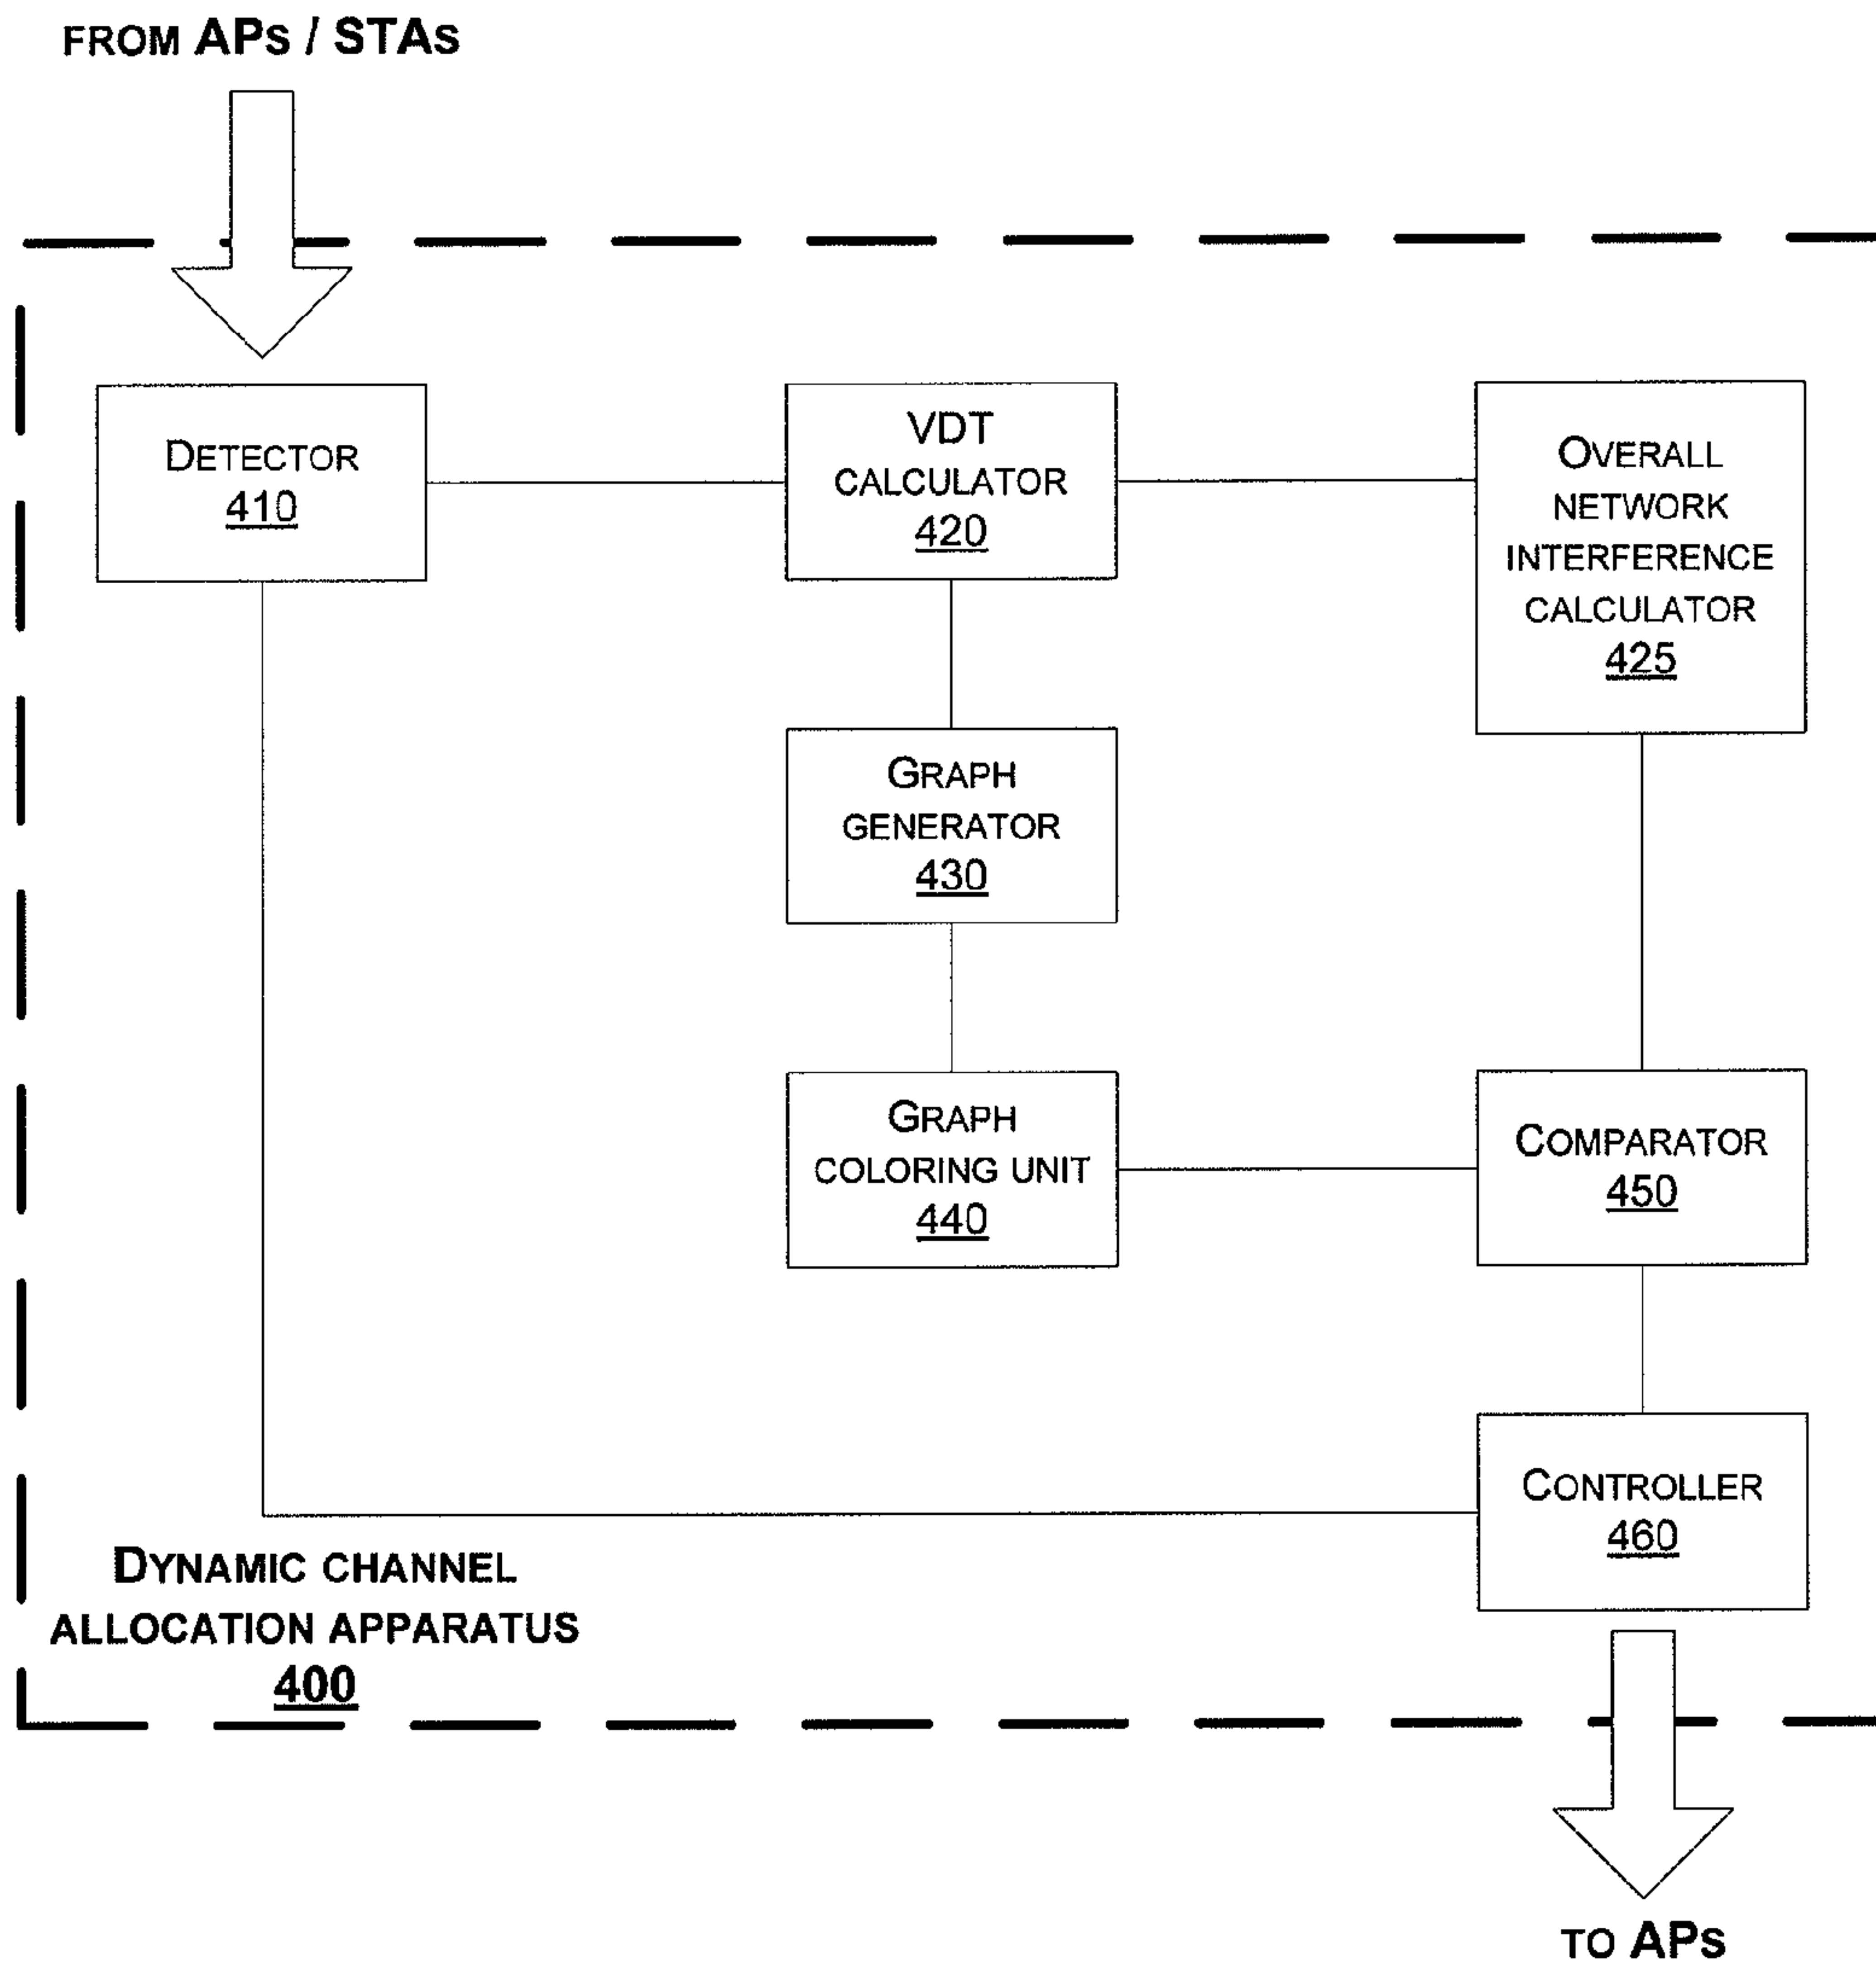 FROM APS / STAS
DETECTOR
410
VDT
CALCULATOR
420
OVERALL
NETWORK
INTERFERENCE
CALCULATOR
425
GRAPH
GENERATOR
430
GRAPH
COLORING UNIT
440
COMPARATOR
450
CONTROLLER
460
DYNAMIC CHANNEL
ALLOCATION APPARATUS
400
TO APS